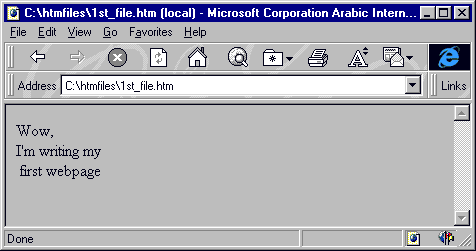 C:\htmfiles\1st_file.htm (local) - Microsoft Corporation Arabic Intern...
File Edit View Go Favorites Help
Address C:\htmfiles\1st_file.htm Links
Wow,
I'm writing my
first webpage
Done